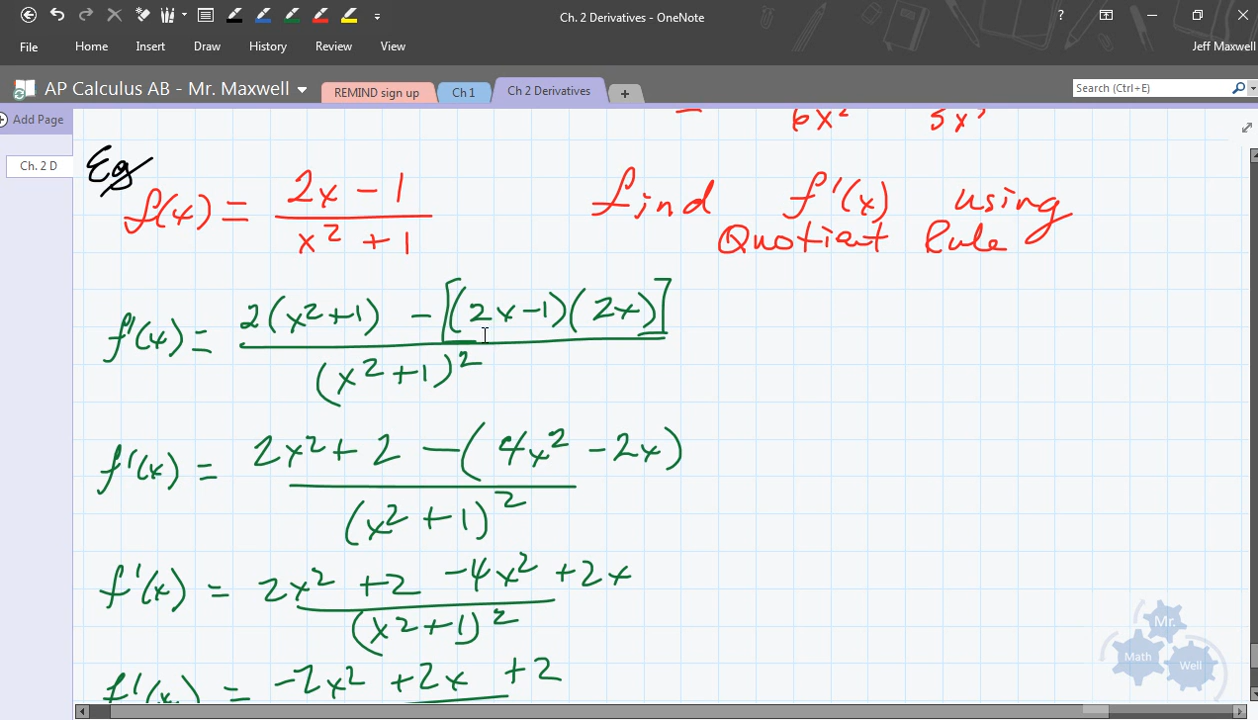 Ch. 2 Derivatives - OneNote
File Home Insert Draw History Review View
Jeff Maxwell
AP Calculus AB - Mr. Maxwell
REMIND sign up
Ch 1
Ch 2 Derivatives
Search (Ctrl+E)
Add Page
Ch. 2 D
= 6x² 5x³
Eg
f(x) = (2x - 1)/(x² + 1)
find f'(x) using
Quotient Rule
f'(x) = (2(x²+1) - [(2x-1)(2x)])/(x²+1)²
f'(x) = (2x² + 2 - (4x² - 2x))/(x² + 1)²
f'(x) = (2x² + 2 - 4x² + 2x)/(x²+1)²
f'(x) = -2x² + 2x + 2
Mr.
Math
Well